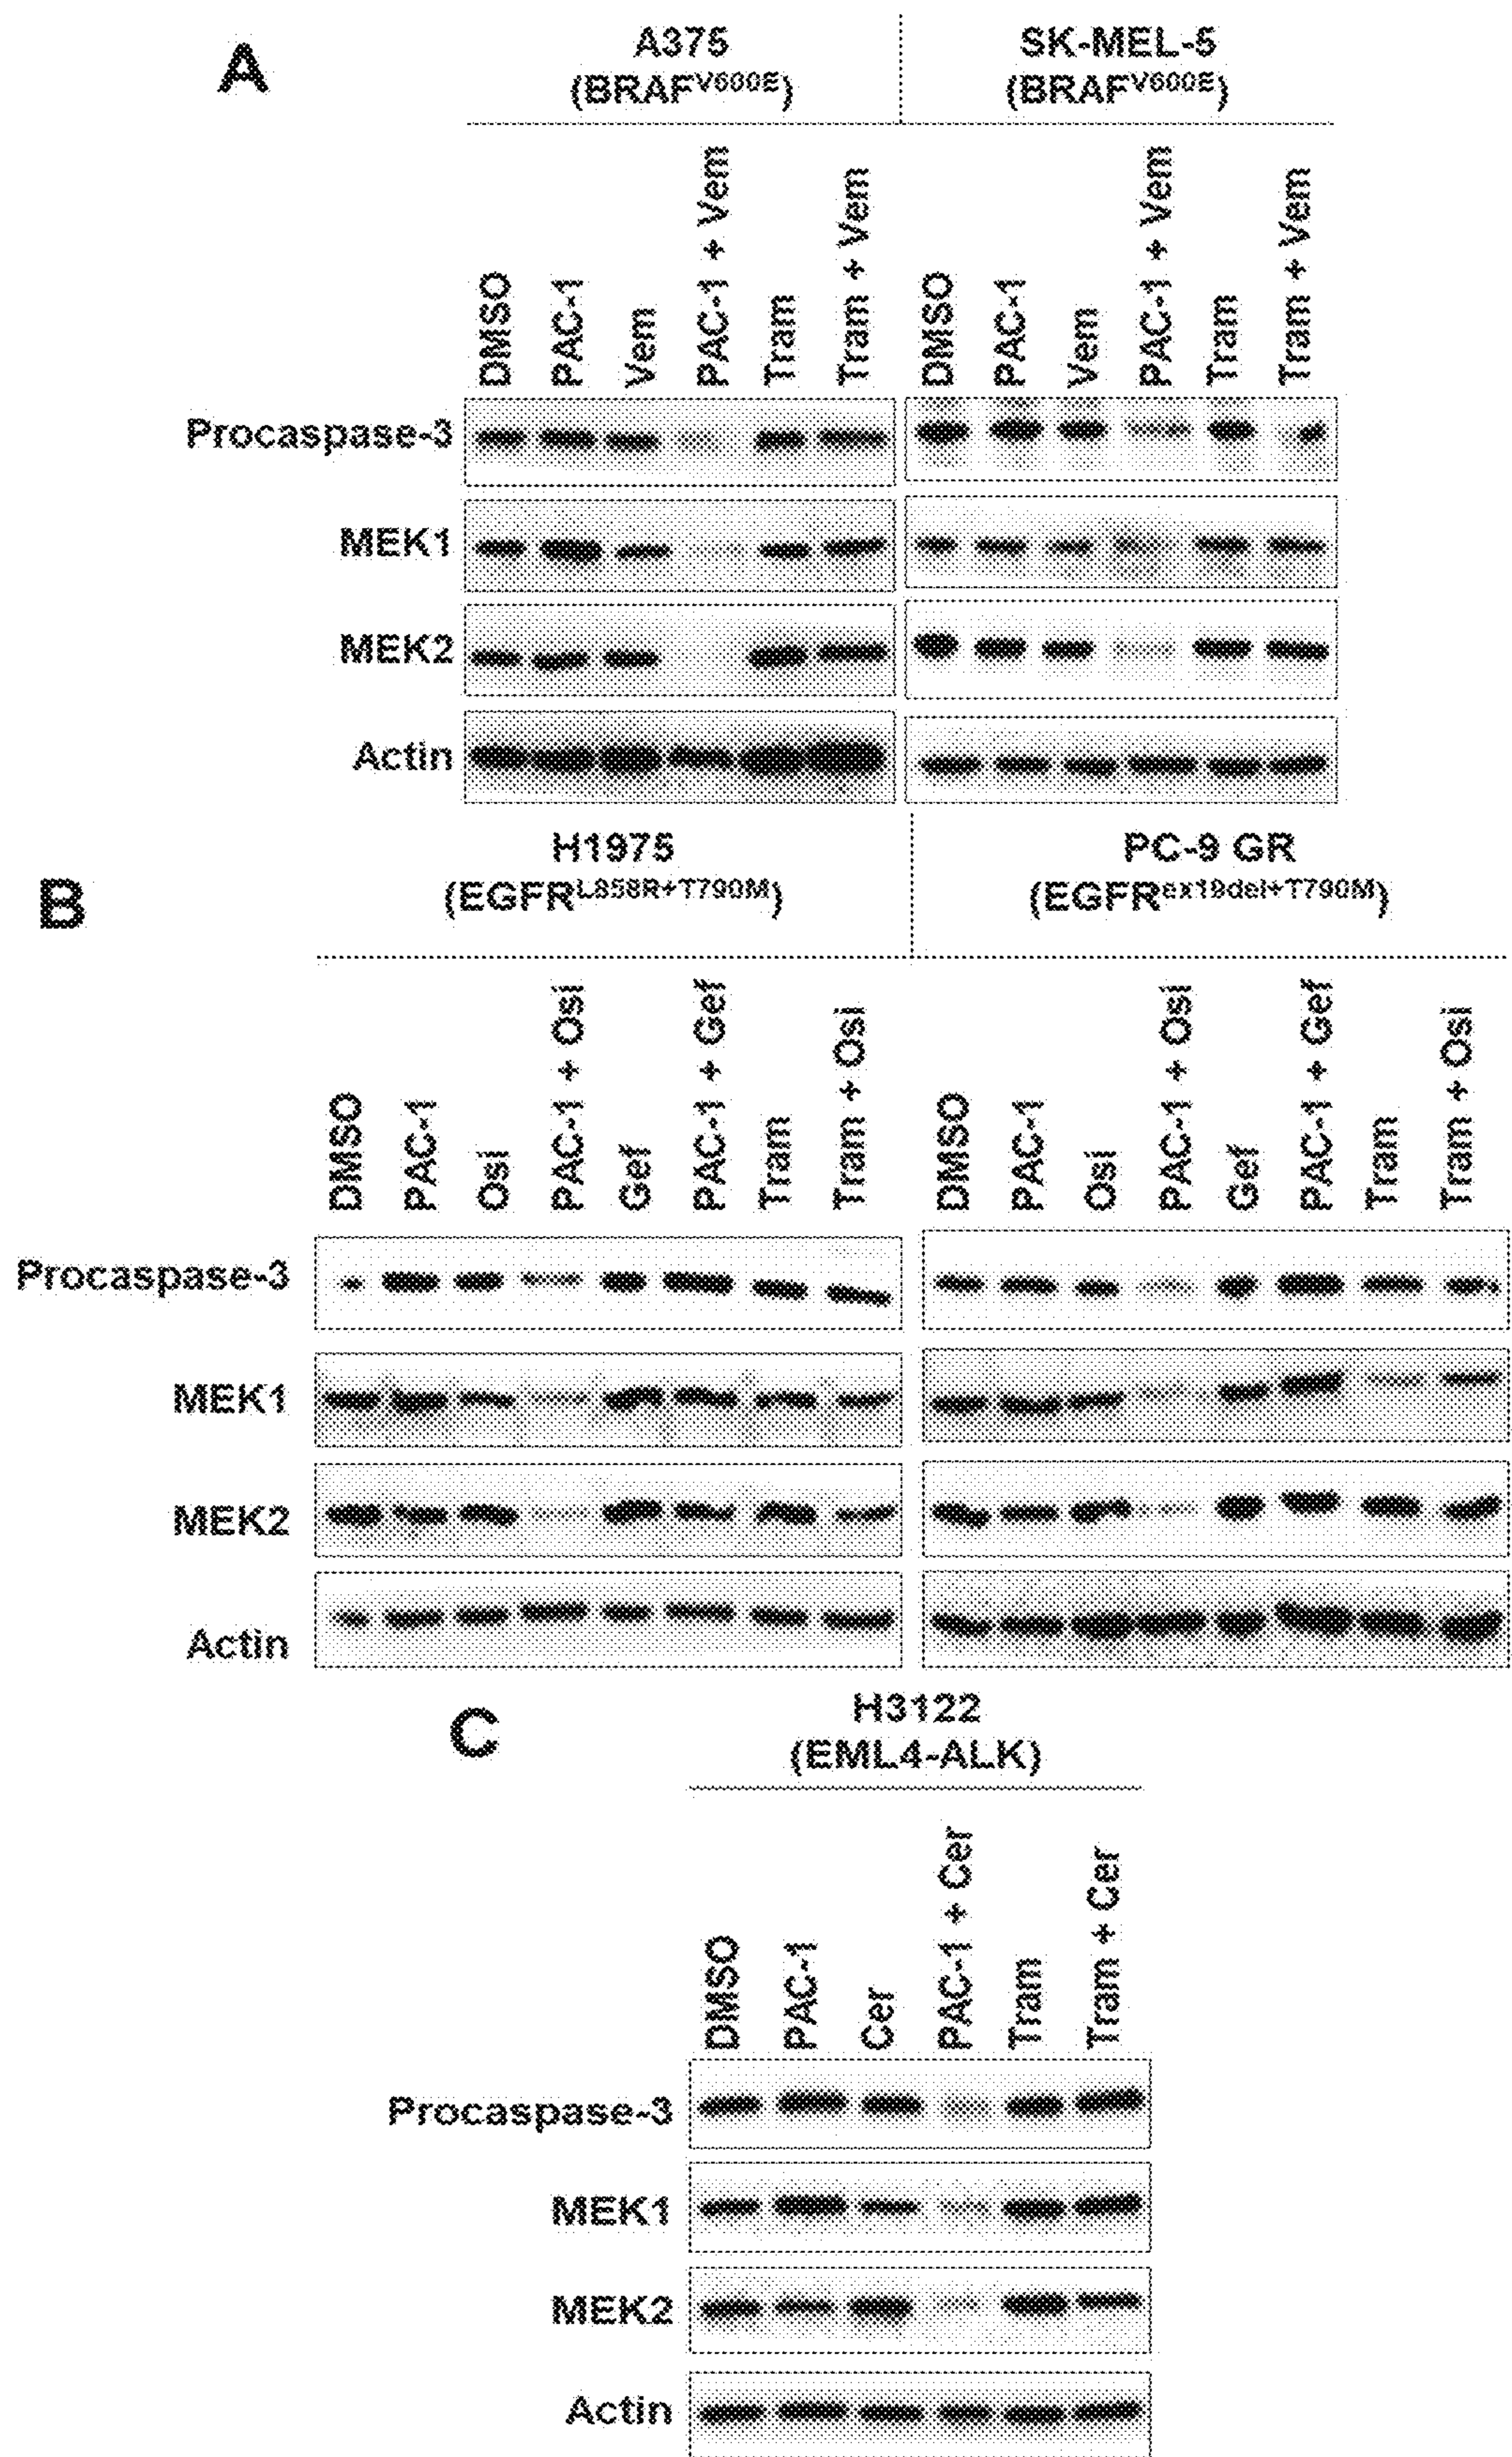 A
A375
(BRAFV600E)
SK-MEL-5
(BRAFV600E)
DMSO
PAC-1
Vem
PAC-1 + Vem
Tram
Tram + Vem
DMSO
PAC-1
Vem
PAC-1 + Vem
Tram
Tram + Vem
Procaspase-3
MEK1
MEK2
Actin
B
H1975
(EGFRL858R+T790M)
PC-9 GR
(EGFRex19del+T790M)
DMSO
PAC-1
Osi
PAC-1 + Osi
Gef
PAC-1 + Gef
Tram
Tram + Osi
DMSO
PAC-1
Osi
PAC-1 + Osi
Gef
PAC-1 + Gef
Tram
Tram + Osi
Procaspase-3
MEK1
MEK2
Actin
C
H3122
(EML4-ALK)
DMSO
PAC-1
Cer
PAC-1 + Cer
Tram
Tram + Cer
Procaspase-3
MEK1
MEK2
Actin